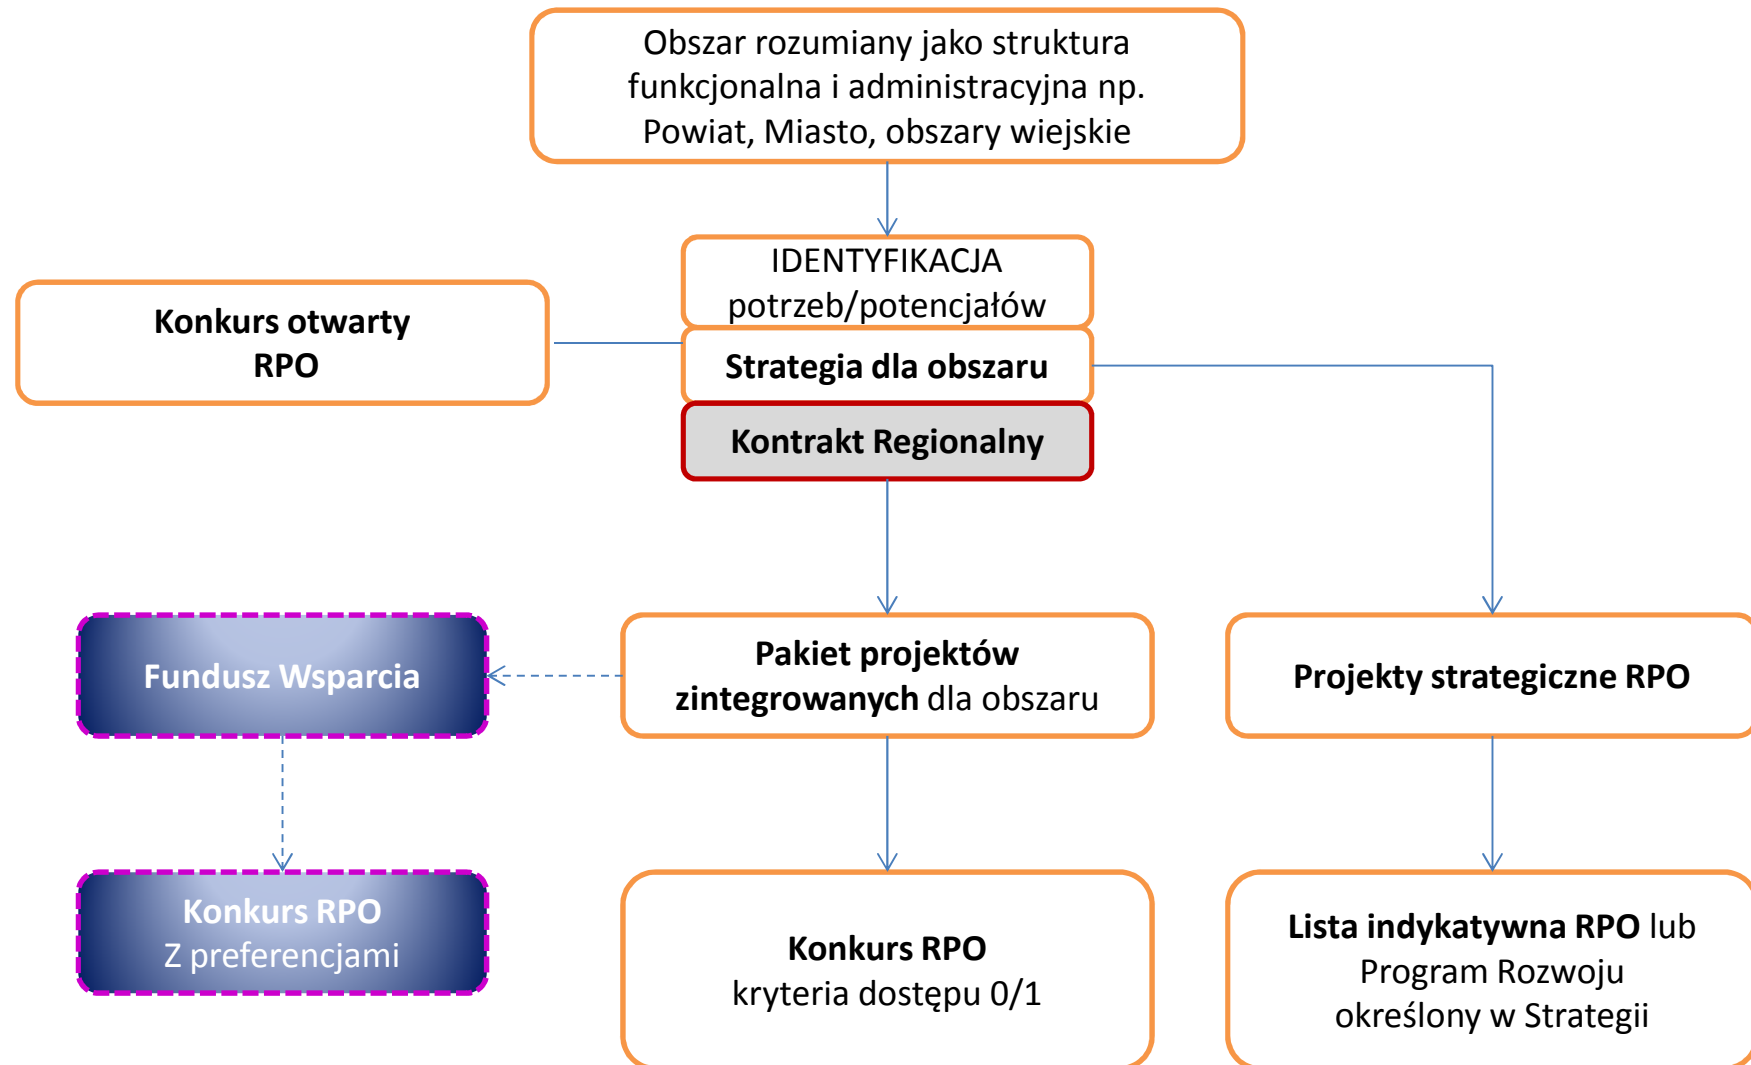 Obszar rozumiany jako struktura
funkcjonalna i administracyjna np.
Powiat, Miasto, obszary wiejskie
IDENTYFIKACJA
potrzeb/potencjałów
Konkurs otwarty
RPO
Strategia dla obszaru
Kontrakt Regionalny
Fundusz Wsparcia
Pakiet projektów
zintegrowanych dla obszaru
Projekty strategiczne RPO
Konkurs RPO
Z preferencjami
Konkurs RPO
kryteria dostępu 0/1
Lista indykatywna RPO lub
Program Rozwoju
określony w Strategii